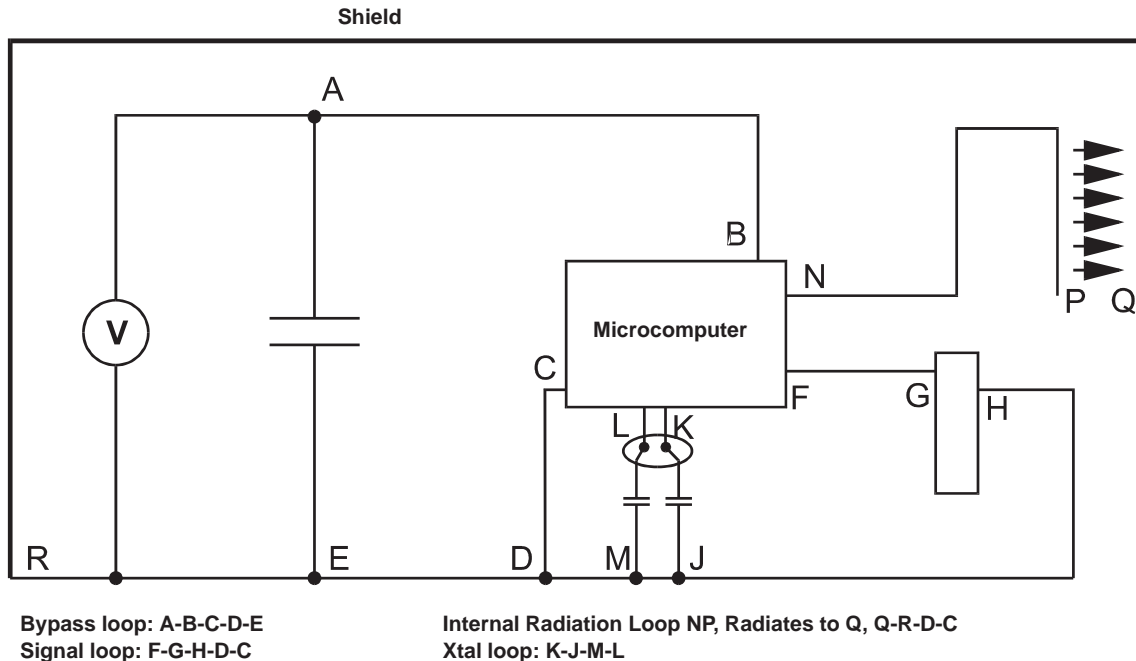 Shield
A
B
N
V
Microcomputer
P Q
C
F
G
H
L K
R
E
D
M
J
Bypass loop: A-B-C-D-E
Internal Radiation Loop NP, Radiates to Q, Q-R-D-C
Signal loop: F-G-H-D-C
Xtal loop: K-J-M-L